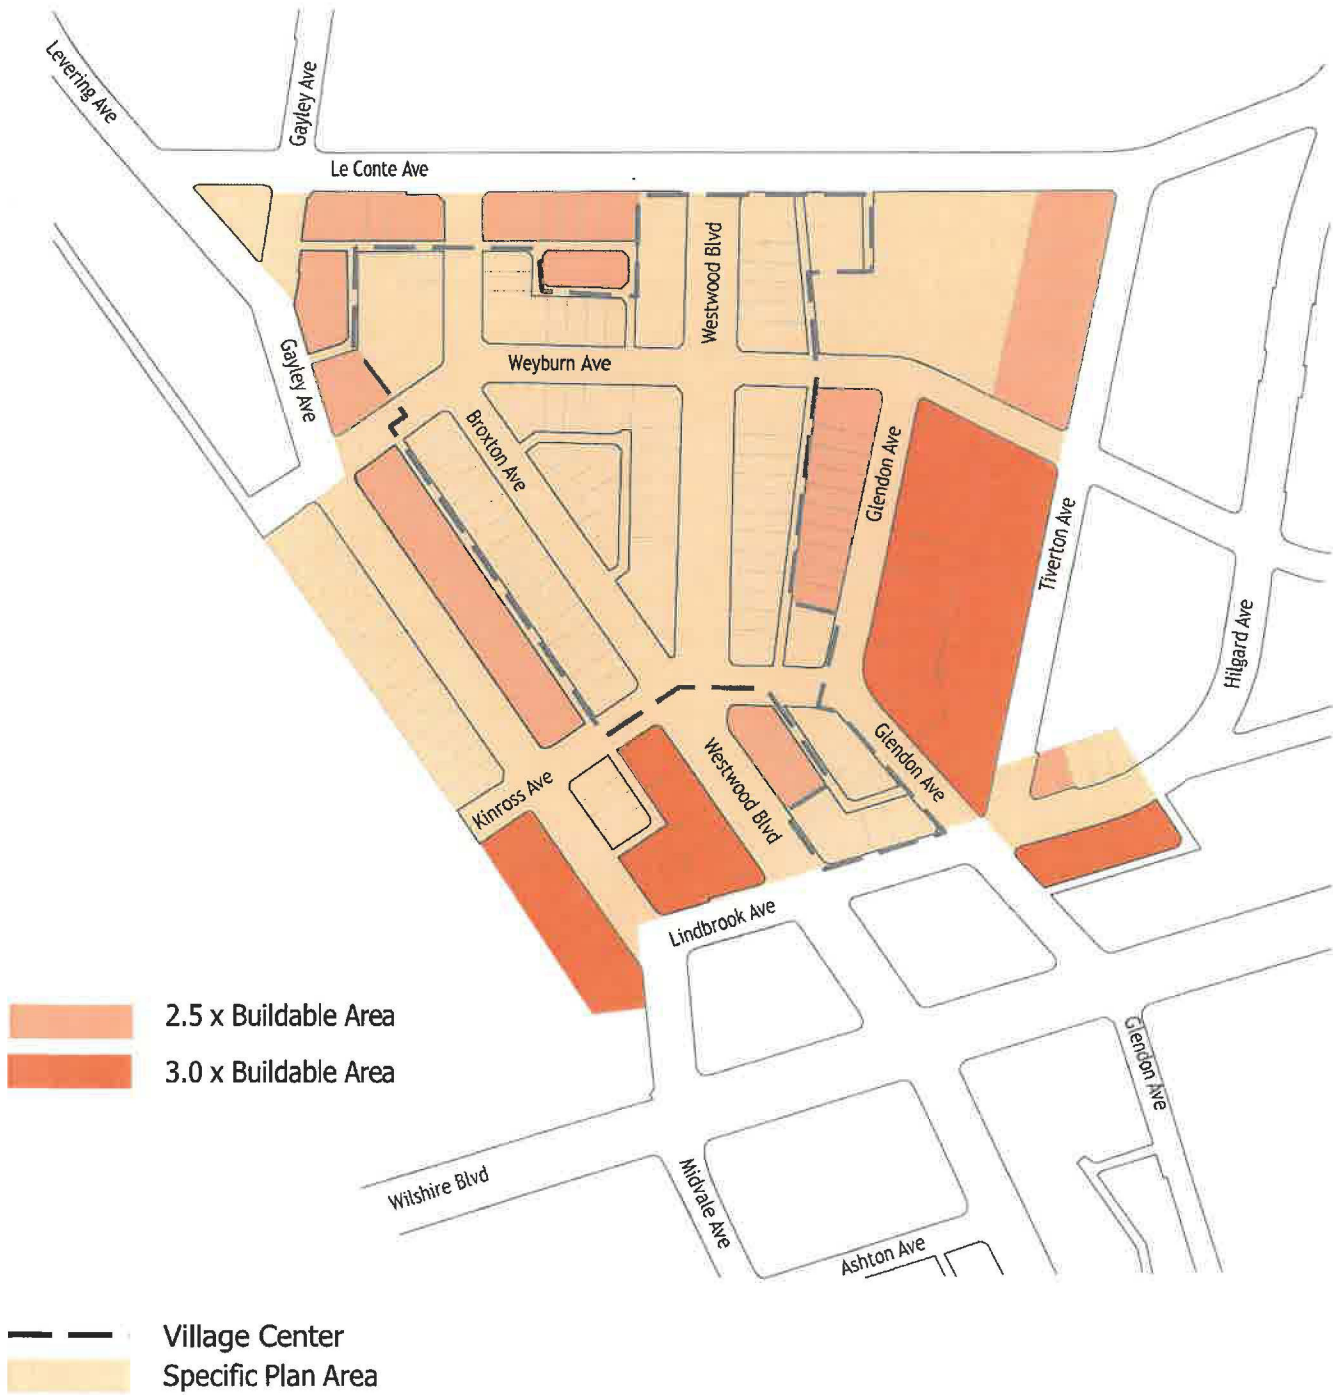 Levering Ave
Gayley Ave
Le Conte Ave
Westwood Blvd
Gayley Ave
Weyburn Ave
Broxton Ave
Glendon Ave
Tiverton Ave
Hilgard Ave
Glendon Ave
Westwood Blvd
Kinross Ave
Lindbrook Ave
2.5 x Buildable Area
3.0 x Buildable Area
Glendon Ave
Wilshire Blvd
Midvale Ave
Ashton Ave
Village Center
Specific Plan Area